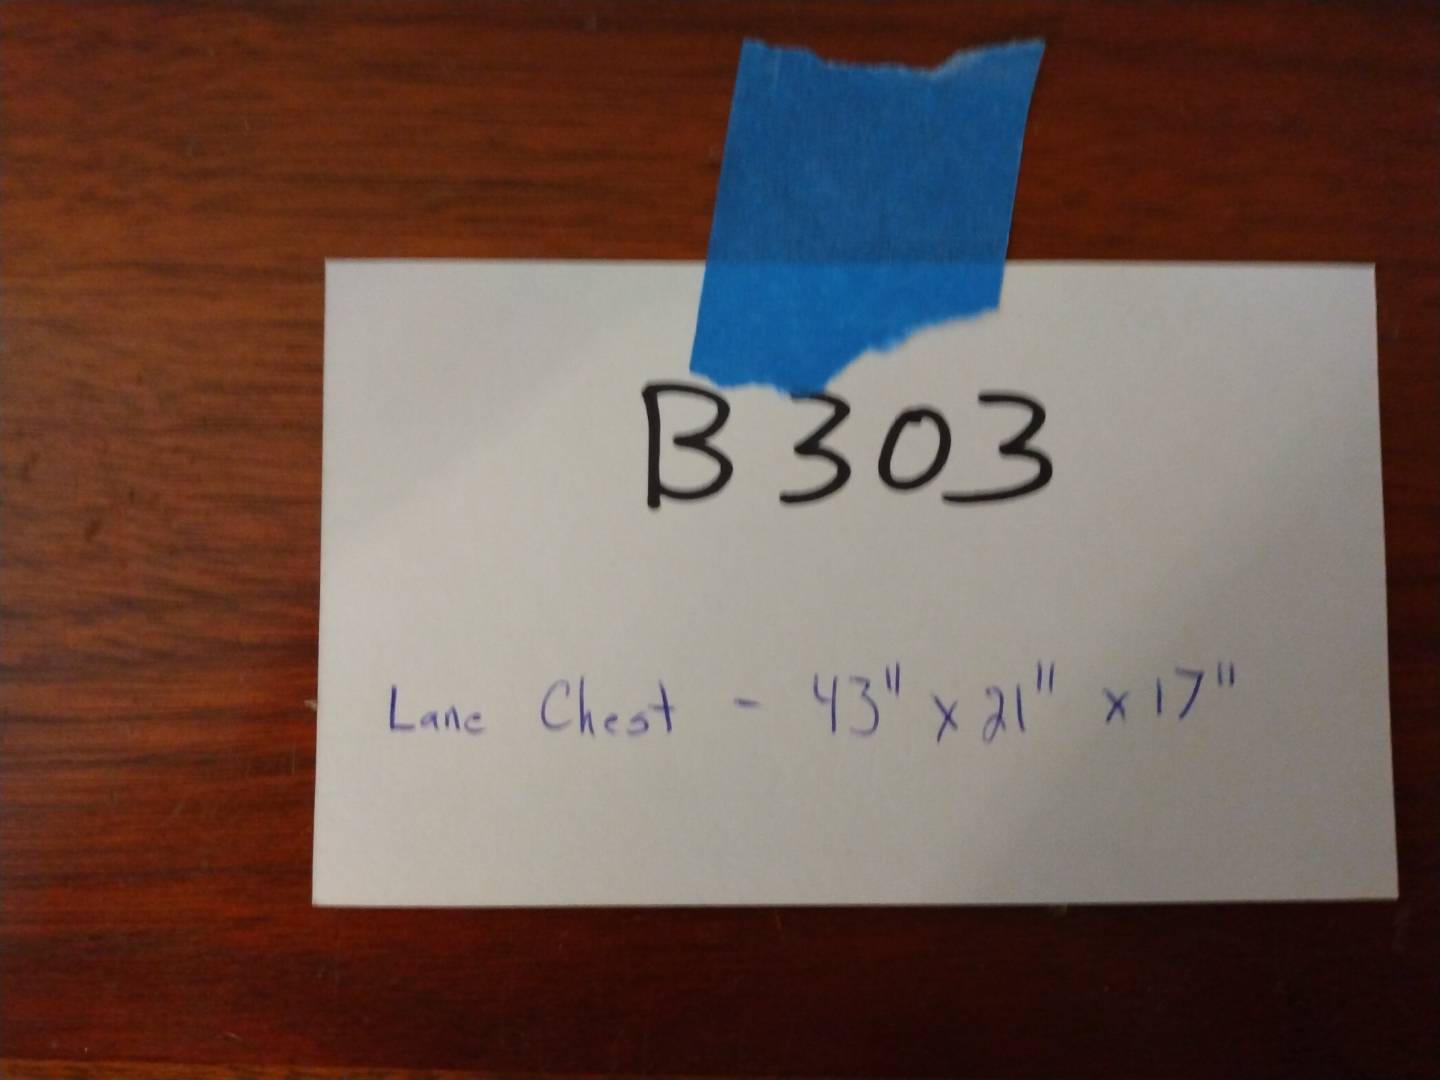 B303
Lane Chest - 43" x 21" x 17"